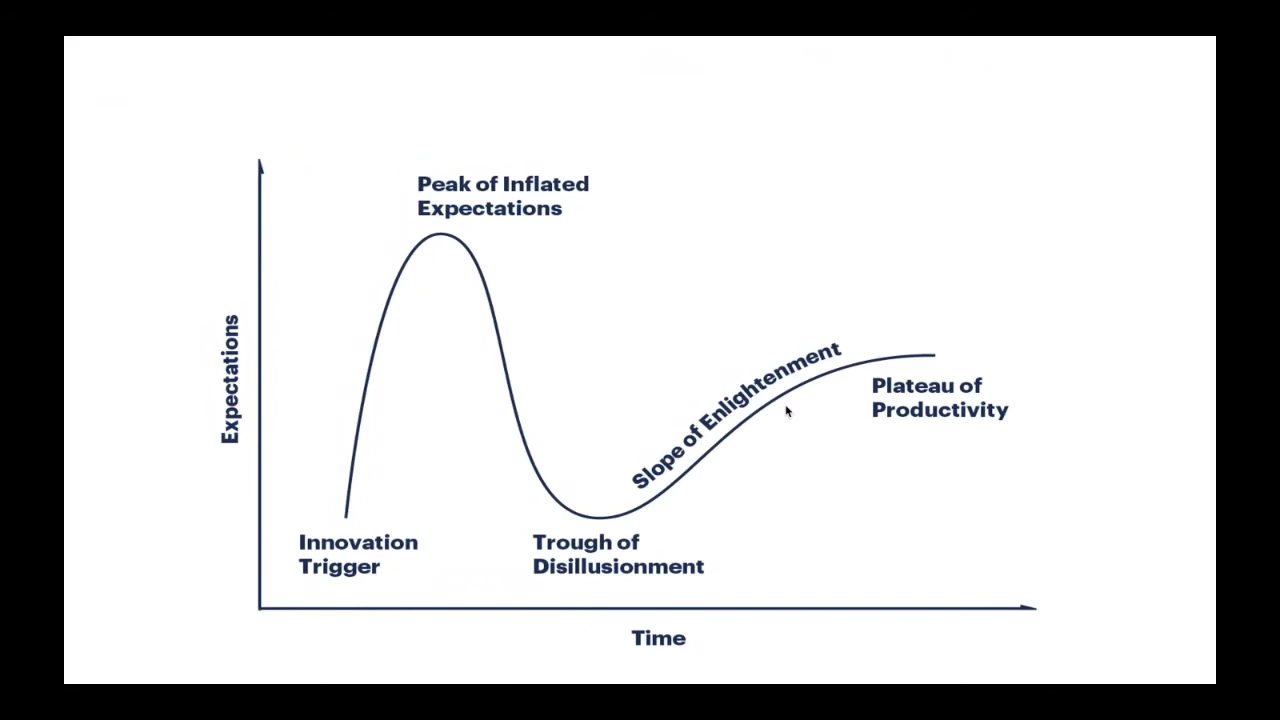 Peak of Inflated
Expectations
Expectations
Slope of Enlightenment
Plateau of
Productivity
Innovation
Trigger
Trough of
Disillusionment
Time